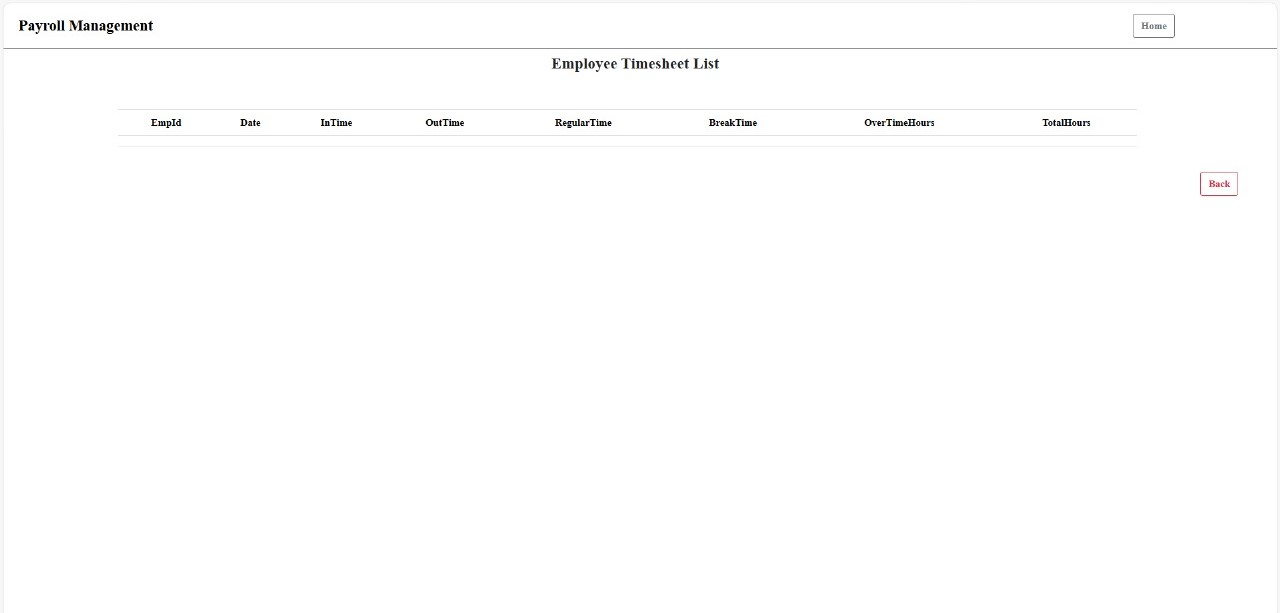 Payroll Management Home
Employee Timesheet List
EmpId Date InTime OutTime RegularTime BreakTime OverTimeHours TotalHours
Back